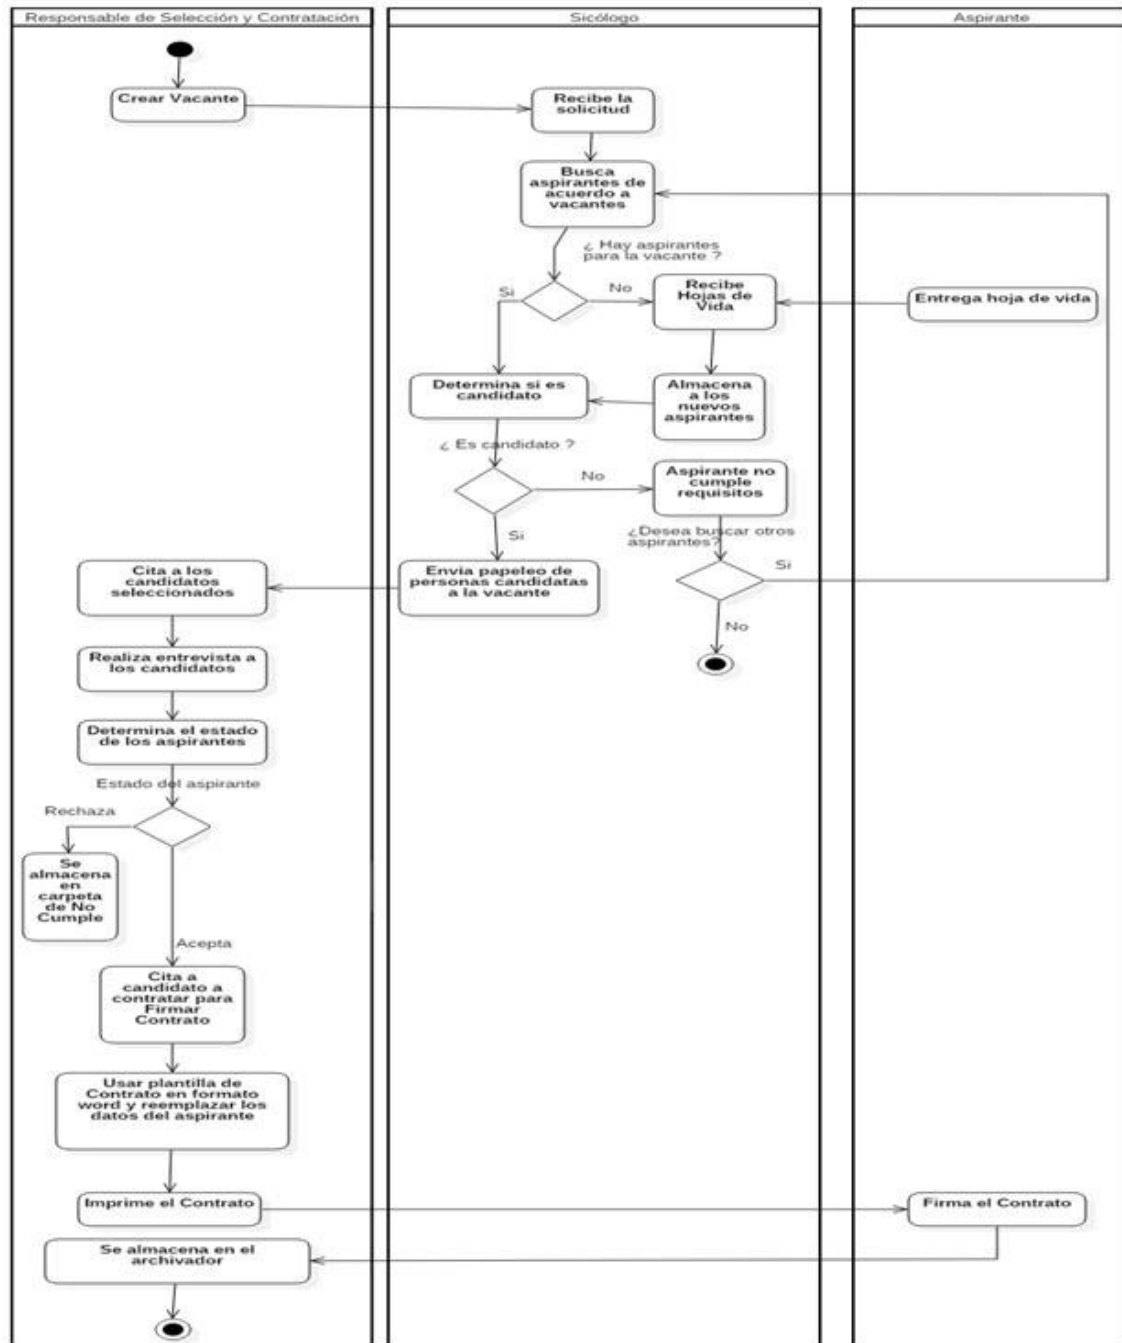 Responsable de Selección y Contratación
Sicólogo
Aspirante
Crear Vacante
Recibe la
solicitud
Busca
aspirantes de
acuerdo a
vacantes
¿ Hay aspirantes
para la vacante ?
Si
No
Recibe
Hojas de
Vida
Entrega hoja de vida
Determina si es
candidato
Almacena
a los
nuevos
aspirantes
¿ Es candidato ?
No
Aspirante no
cumple
requisitos
Si
¿Desea buscar otros
aspirantes?
Si
No
Cita a los
candidatos
seleccionados
Envia papeleo de
personas candidatas
a la vacante
Realiza entrevista a
los candidatos
Determina el estado
de los aspirantes
Estado del aspirante
Rechaza
Se
almacena
en
carpeta
de No
Cumple
Acepta
Cita a
candidato a
contratar para
Firmar
Contrato
Usar plantilla de
Contrato en formato
word y reemplazar los
datos del aspirante
Imprime el Contrato
Firma el Contrato
Se almacena en el
archivador